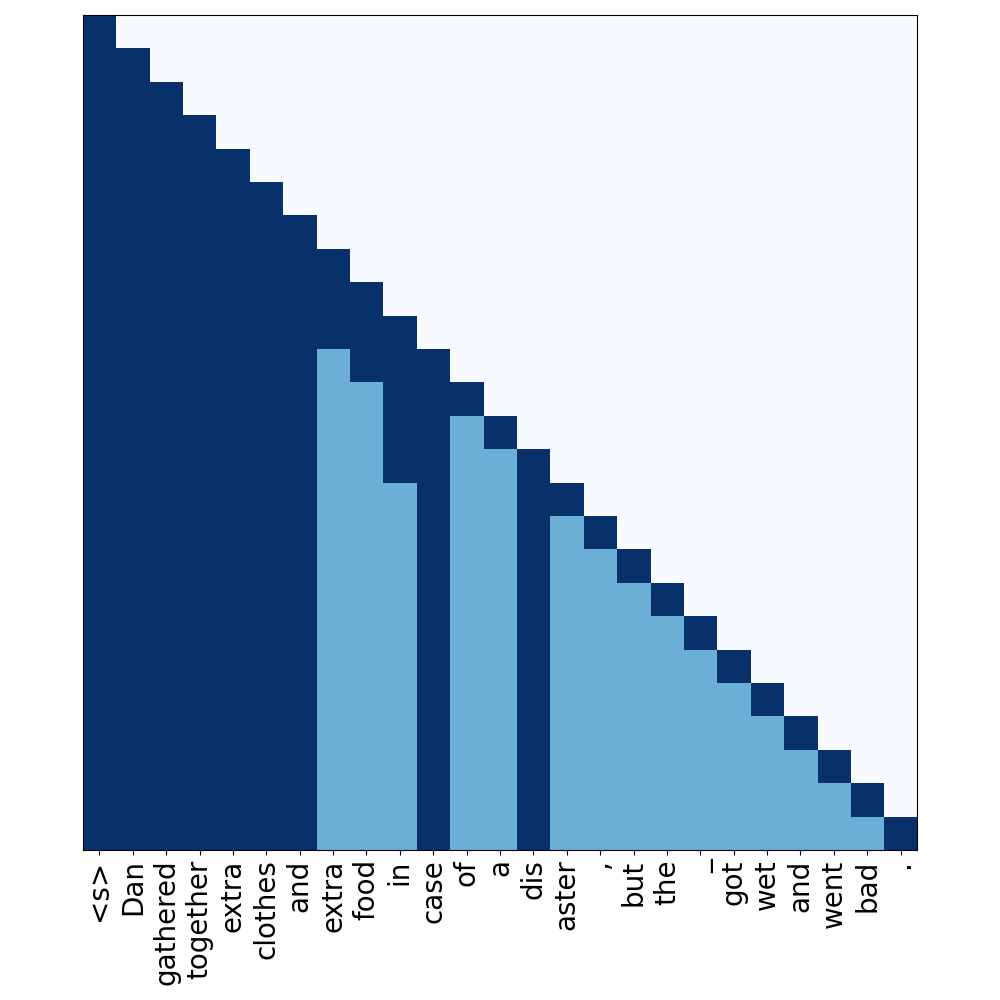 <s>
Dan
gathered
together
extra
clothes
and
extra
food
in
case
of
a
dis
aster
,
but
the
_
got
wet
and
went
bad
.